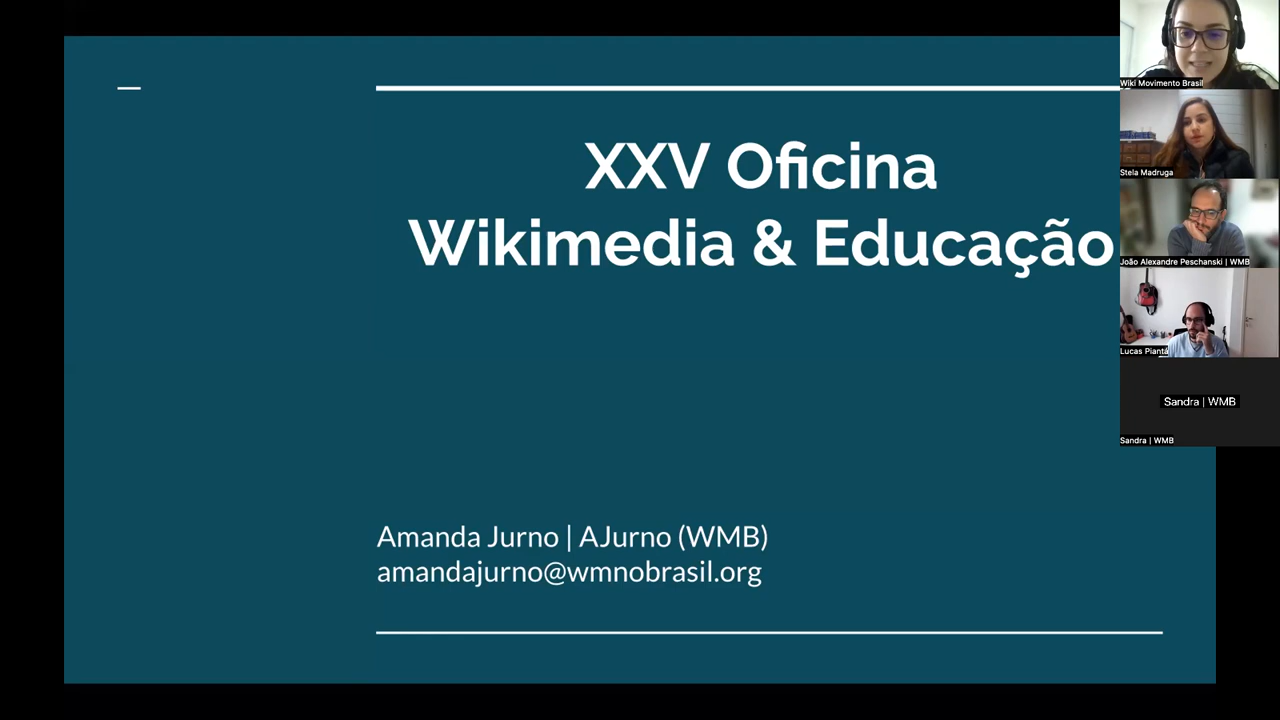 XXV Oficina
Wikimedia & Educação
Amanda Jurno | AJurno (WMB)
amandajurno@wmnobrasil.org
Wiki Movimento Brasil
Stela Madruga
João Alexandre Peschanski | WMB
Lucas Piantá
Sandra | WMB
Sandra | WMB